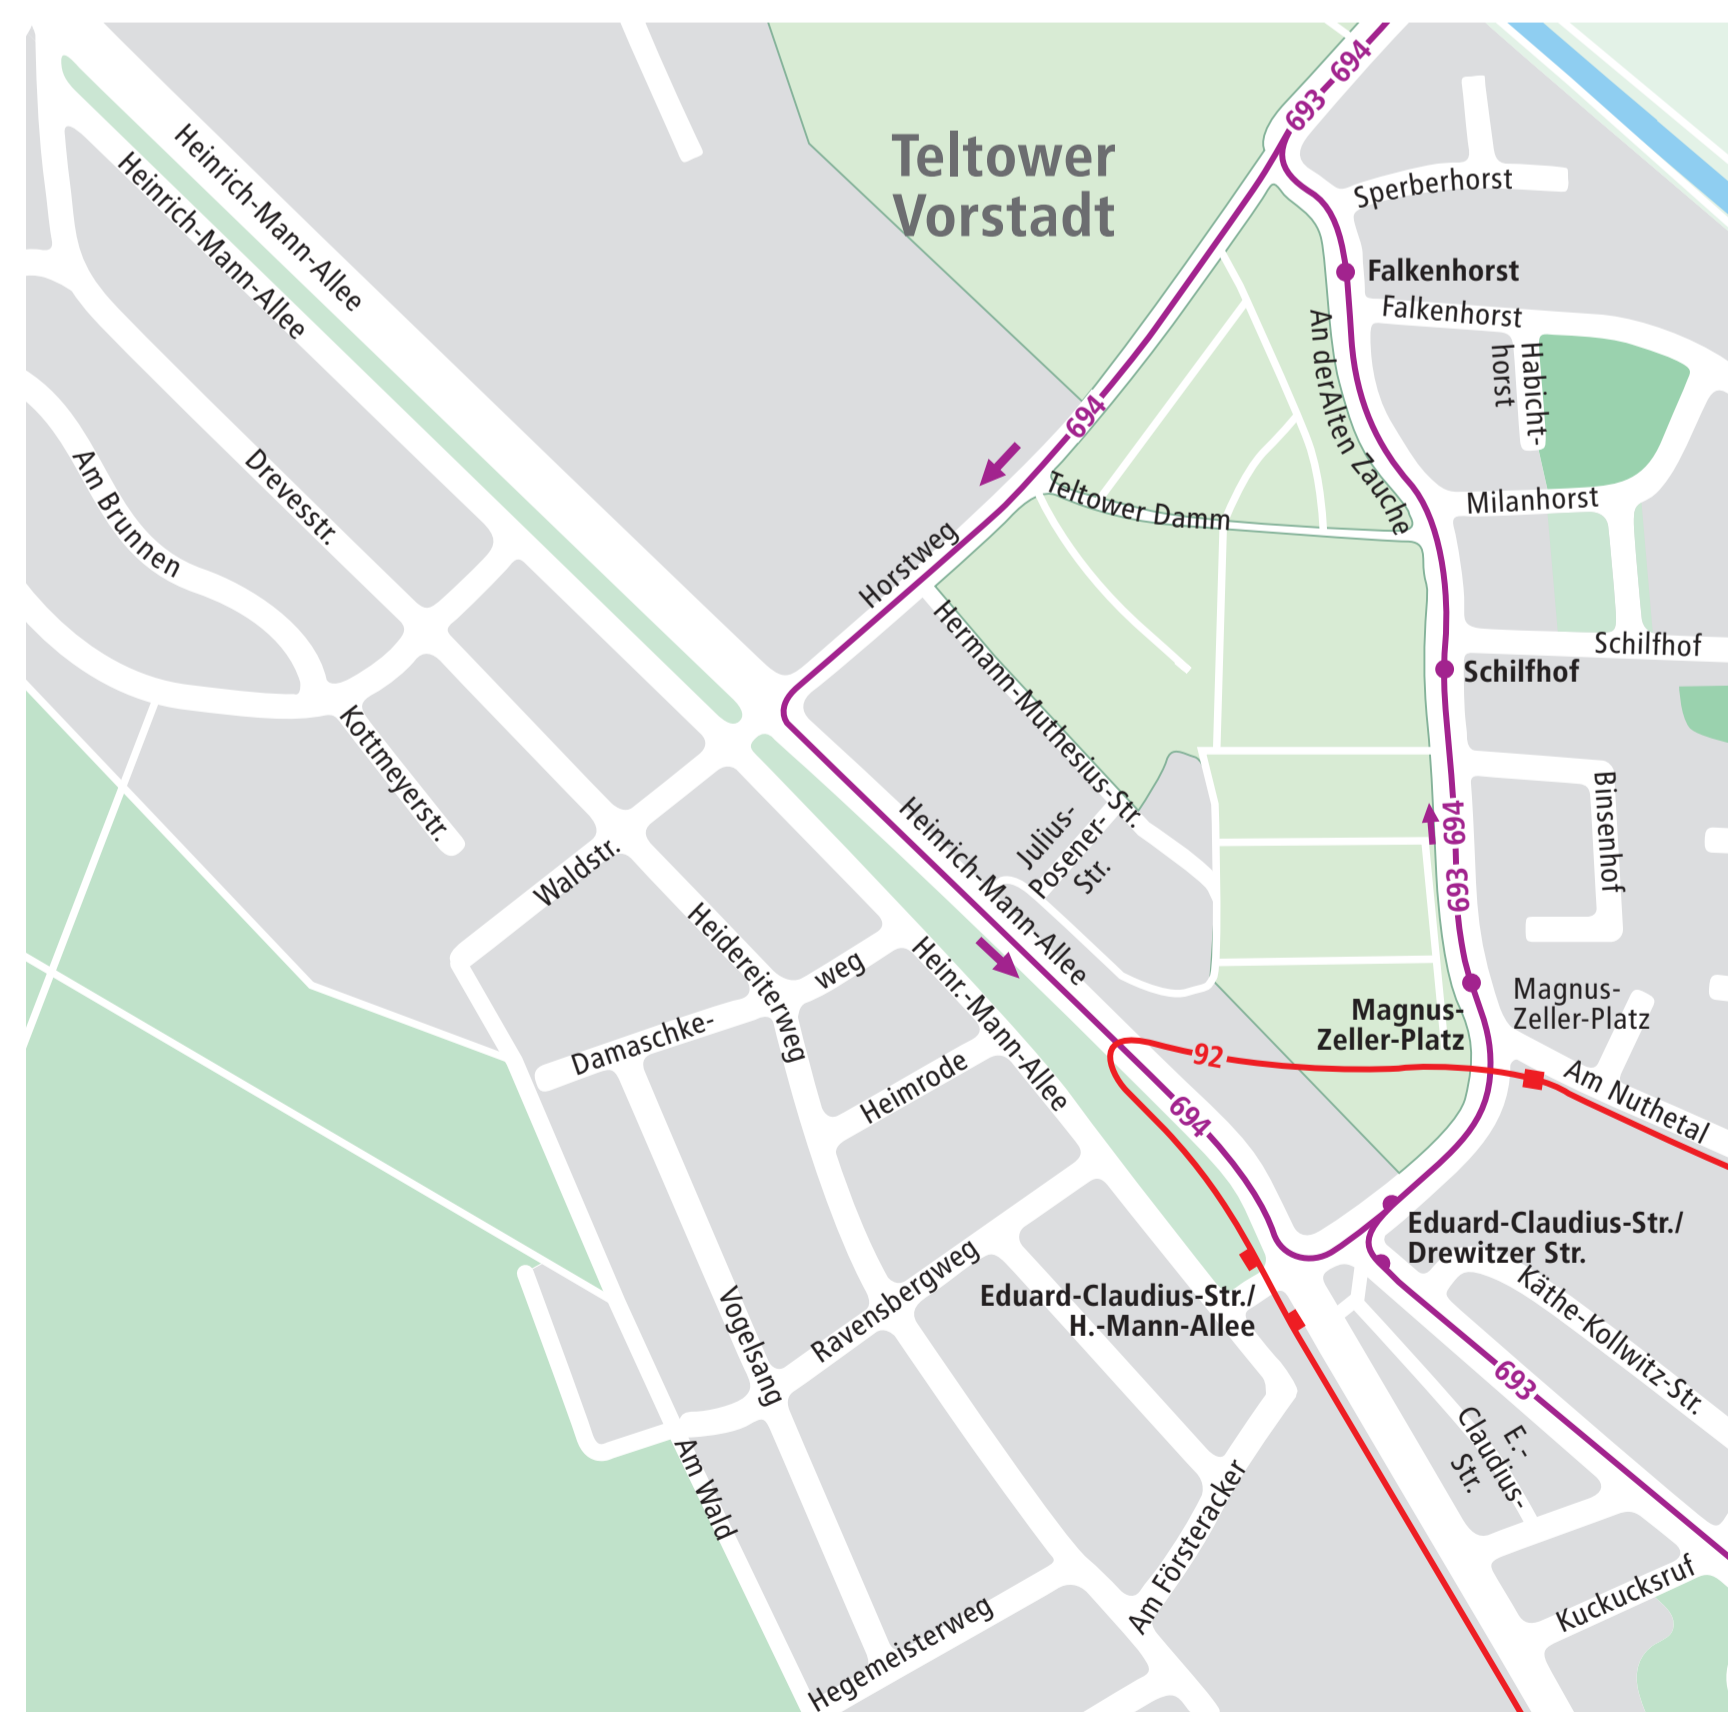 693
694
Teltower
Vorstadt
Heinrich-Mann-Allee
Heinrich-Mann-Allee
Sperberhorst
Falkenhorst
Falkenhorst
Habicht-
horst
An derAlten Zauche
694
Am Brunnen
Drevesstr.
Teltower Damm
Milanhorst
Horstweg
Hermann-Muthesius-Str.
Schilfhof
Schilfhof
Kottmeyerstr.
Waldstr.
Heinrich-Mann-Allee
Julius-
Posener-
Str.
693
694
Binsenhof
Heidereiterweg
Damaschke-
weg
Heinr.-Mann-Allee
Magnus-
Zeller-Platz
Magnus-
Zeller-Platz
92
Heimrode
694
Am Nuthetal
Eduard-Claudius-Str./
Drewitzer Str.
Eduard-Claudius-Str./
H.-Mann-Allee
Vogelsang
Ravensbergweg
Käthe-Kollwitz-Str.
693
E.-
Claudius-
Str.
Am Wald
Am Försteracker
Kuckucksruf
Hegemeisterweg